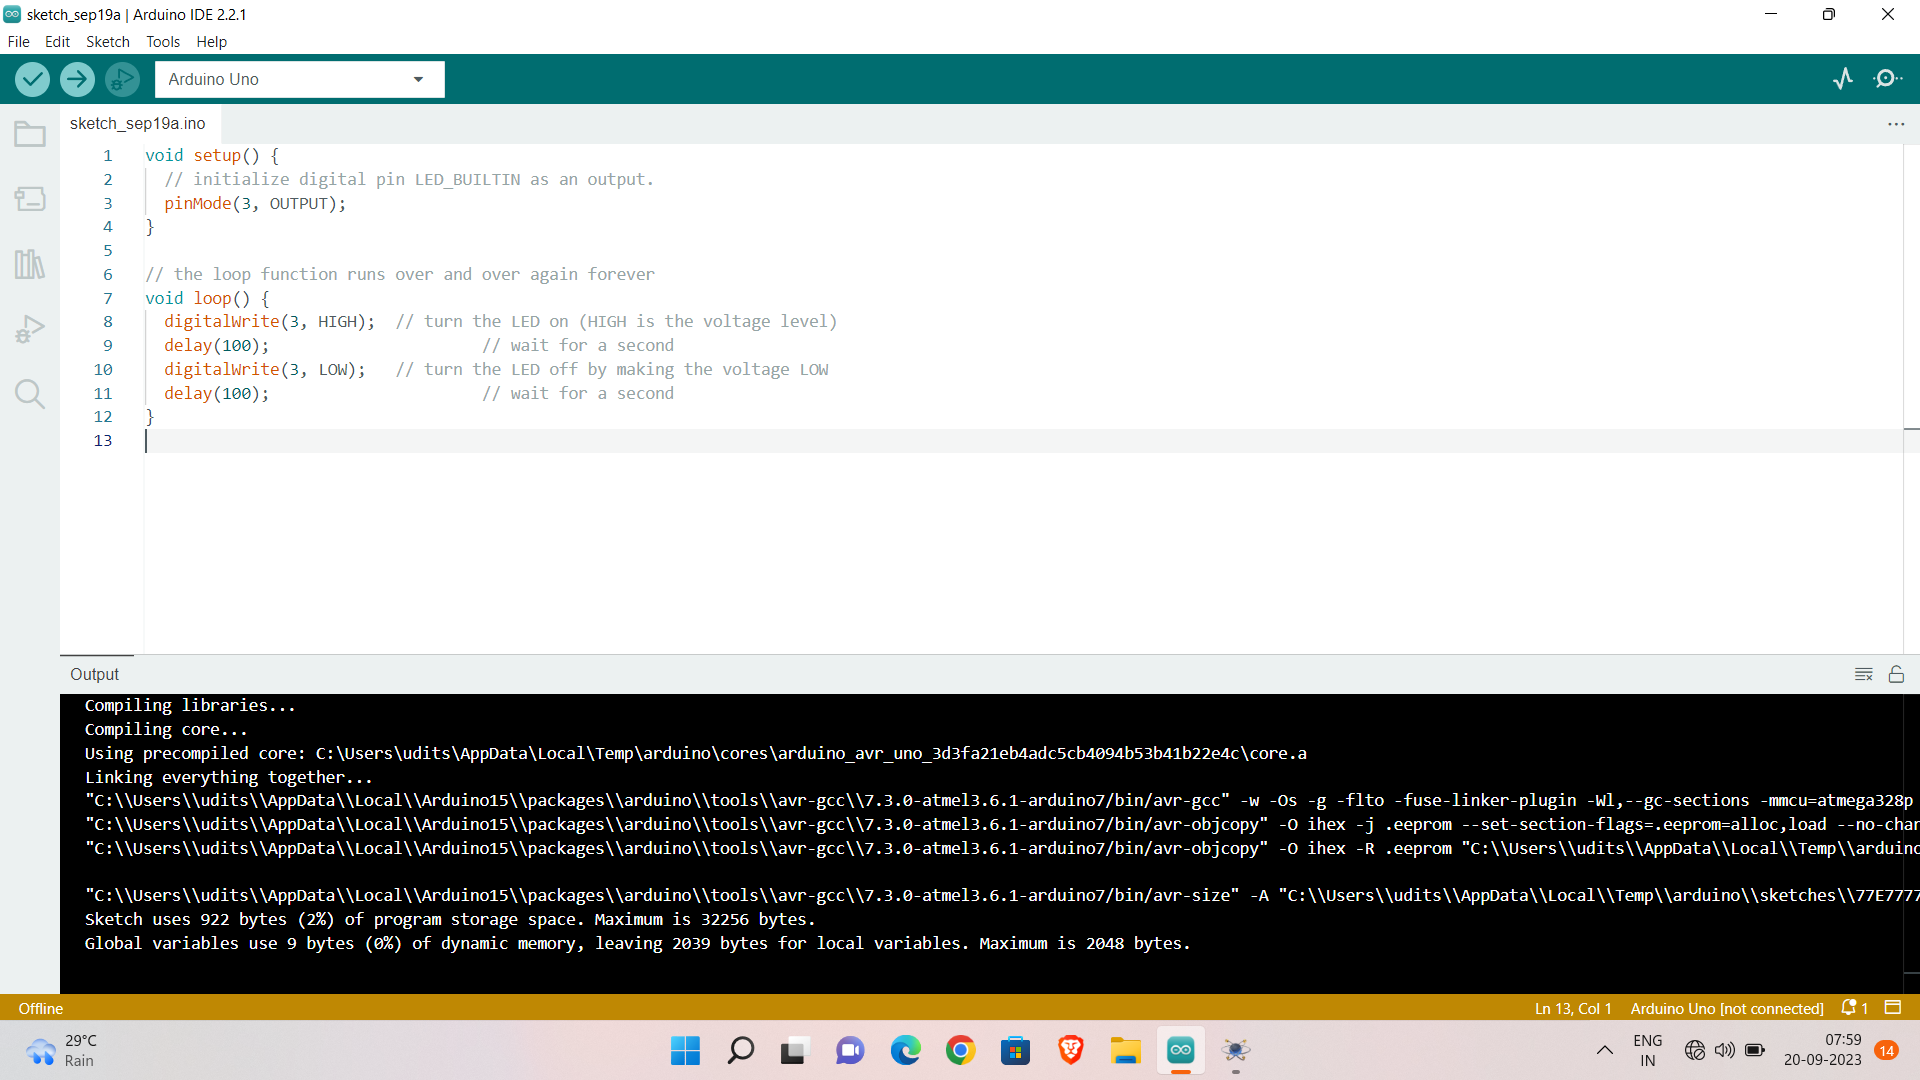 sketch_sep19a | Arduino IDE 2.2.1
File Edit Sketch Tools Help
Arduino Uno
sketch_sep19a.ino
1 void setup() {
2 // initialize digital pin LED_BUILTIN as an output.
3 pinMode(3, OUTPUT);
4 }
5
6 // the loop function runs over and over again forever
7 void loop() {
8 digitalWrite(3, HIGH);  // turn the LED on (HIGH is the voltage level)
9 delay(100);                      // wait for a second
10 digitalWrite(3, LOW);   // turn the LED off by making the voltage LOW
11 delay(100);                      // wait for a second
12 }
13
Output
Compiling libraries...
Compiling core...
Using precompiled core: C:\Users\udits\AppData\Local\Temp\arduino\cores\arduino_avr_uno_3d3fa21eb4adc5cb4094b53b41b22e4c\core.a
Linking everything together...
"C:\\Users\\udits\\AppData\\Local\\Arduino15\\packages\\arduino\\tools\\avr-gcc\\7.3.0-atmel3.6.1-arduino7/bin/avr-gcc" -w -Os -g -flto -fuse-linker-plugin -Wl,--gc-sections -mmcu=atmega328p
"C:\\Users\\udits\\AppData\\Local\\Arduino15\\packages\\arduino\\tools\\avr-gcc\\7.3.0-atmel3.6.1-arduino7/bin/avr-objcopy" -O ihex -j .eeprom --set-section-flags=.eeprom=alloc,load --no-char
"C:\\Users\\udits\\AppData\\Local\\Arduino15\\packages\\arduino\\tools\\avr-gcc\\7.3.0-atmel3.6.1-arduino7/bin/avr-objcopy" -O ihex -R .eeprom "C:\\Users\\udits\\AppData\\Local\\Temp\\arduino
"C:\\Users\\udits\\AppData\\Local\\Arduino15\\packages\\arduino\\tools\\avr-gcc\\7.3.0-atmel3.6.1-arduino7/bin/avr-size" -A "C:\\Users\\udits\\AppData\\Local\\Temp\\arduino\\sketches\\77E7777
Sketch uses 922 bytes (2%) of program storage space. Maximum is 32256 bytes.
Global variables use 9 bytes (0%) of dynamic memory, leaving 2039 bytes for local variables. Maximum is 2048 bytes.
Offline
Ln 13, Col 1 Arduino Uno [not connected] 1
29°C
Rain
ENG
IN
07:59
20-09-2023
14